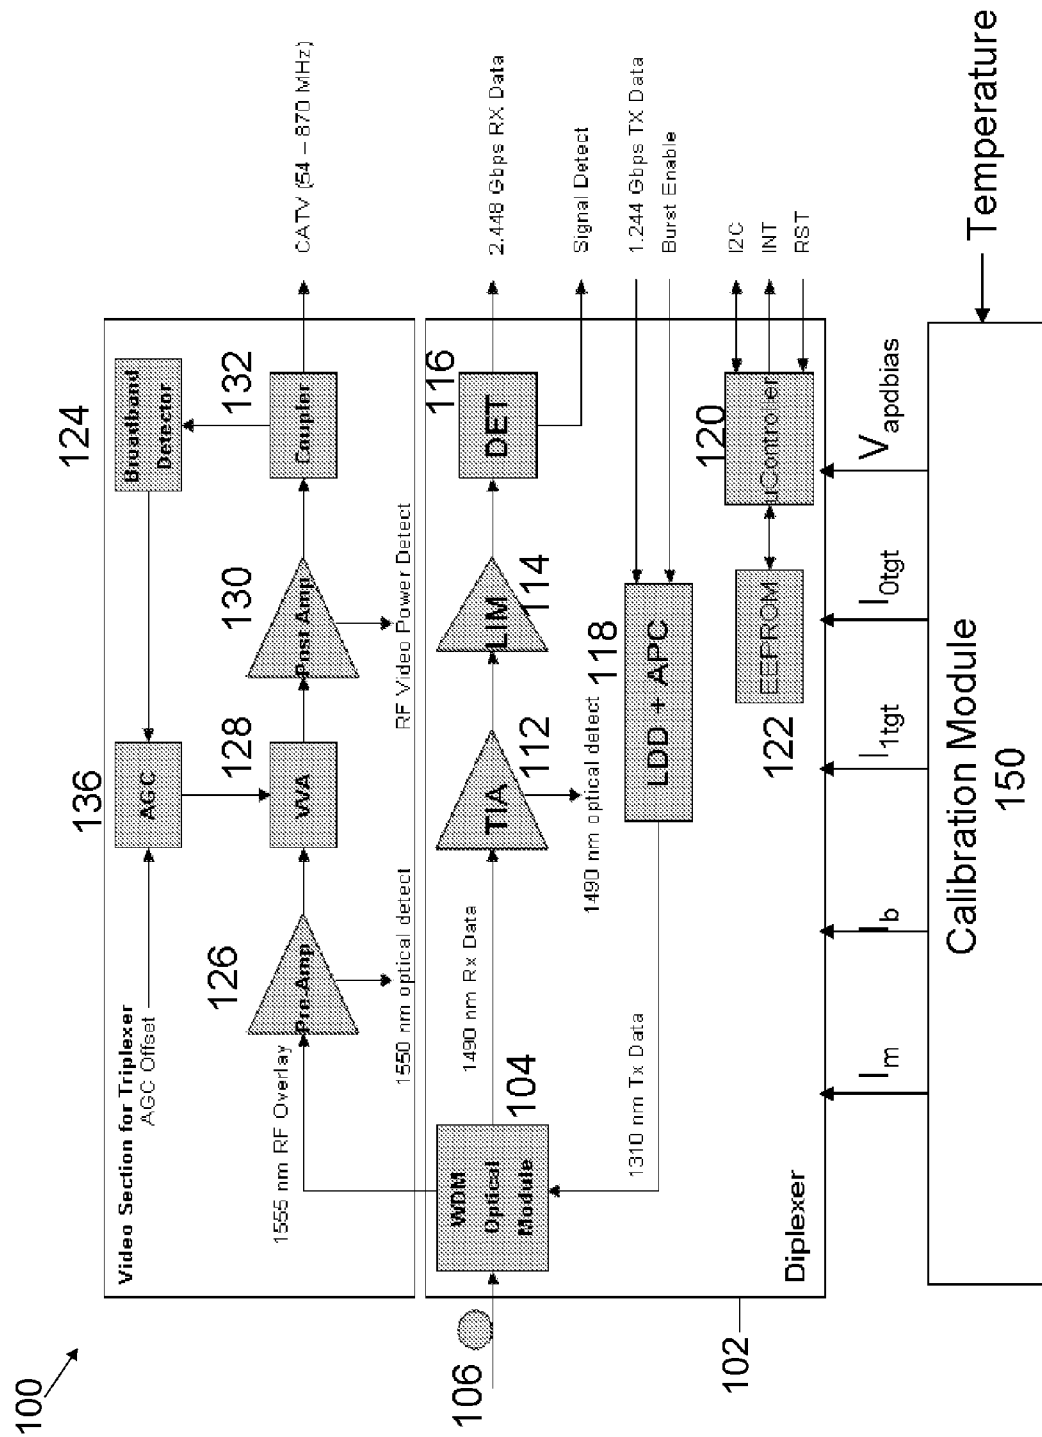 100
Video Section for Triplexer
AGC Offset
136
AGC
124
Broadband
Detector
1555 nm RF Overlay
126
Pre-Amp
1550 nm optical detect
128
VVA
130
Post Amp
RF Video Power Detect
132
Coupler
CATV (54 – 870 MHz)
106
104
WDM
Optical
Module
1490 nm Rx Data
TIA
112
1490 nm optical detect
LIM
114
116
DET
2.448 Gbps RX Data
Signal Detect
1310 nm Tx Data
118
LDD + APC
1.244 Gbps TX Data
Burst Enable
102
Diplexer
122
EEPROM
120
uController
I2C
INT
RST
Im
Ib
I1tgt
I0tgt
Vapdbias
Calibration Module
150
Temperature